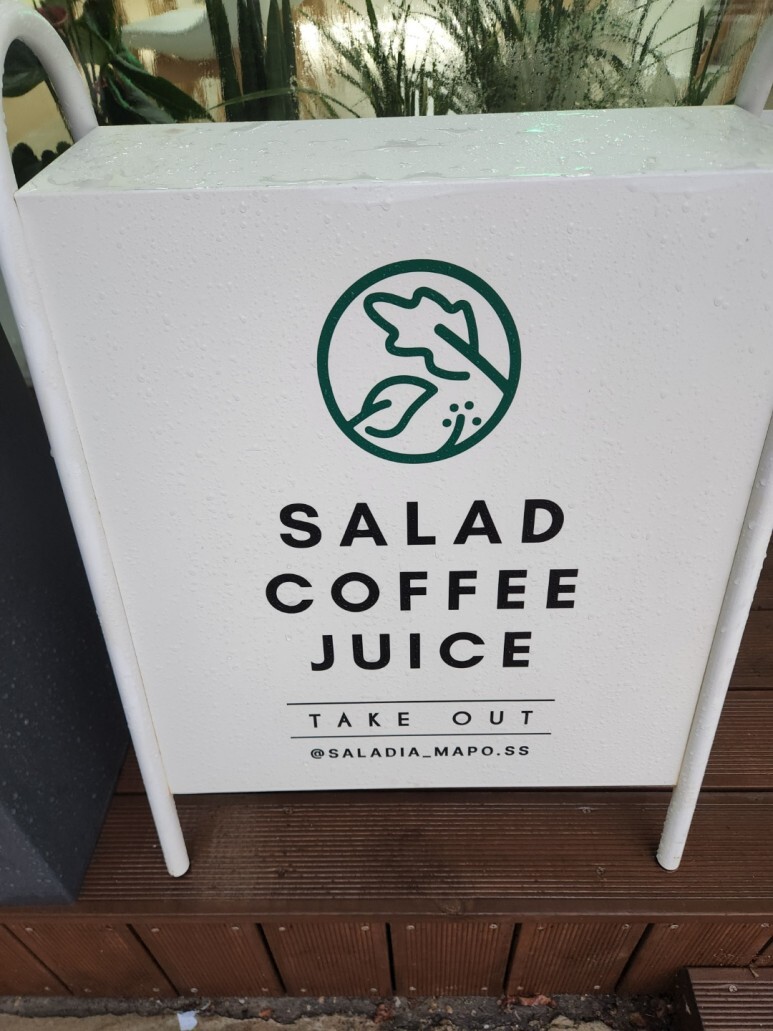 SALAD
COFFEE
JUICE
TAKE OUT
@SALADIA_MAPO.SS